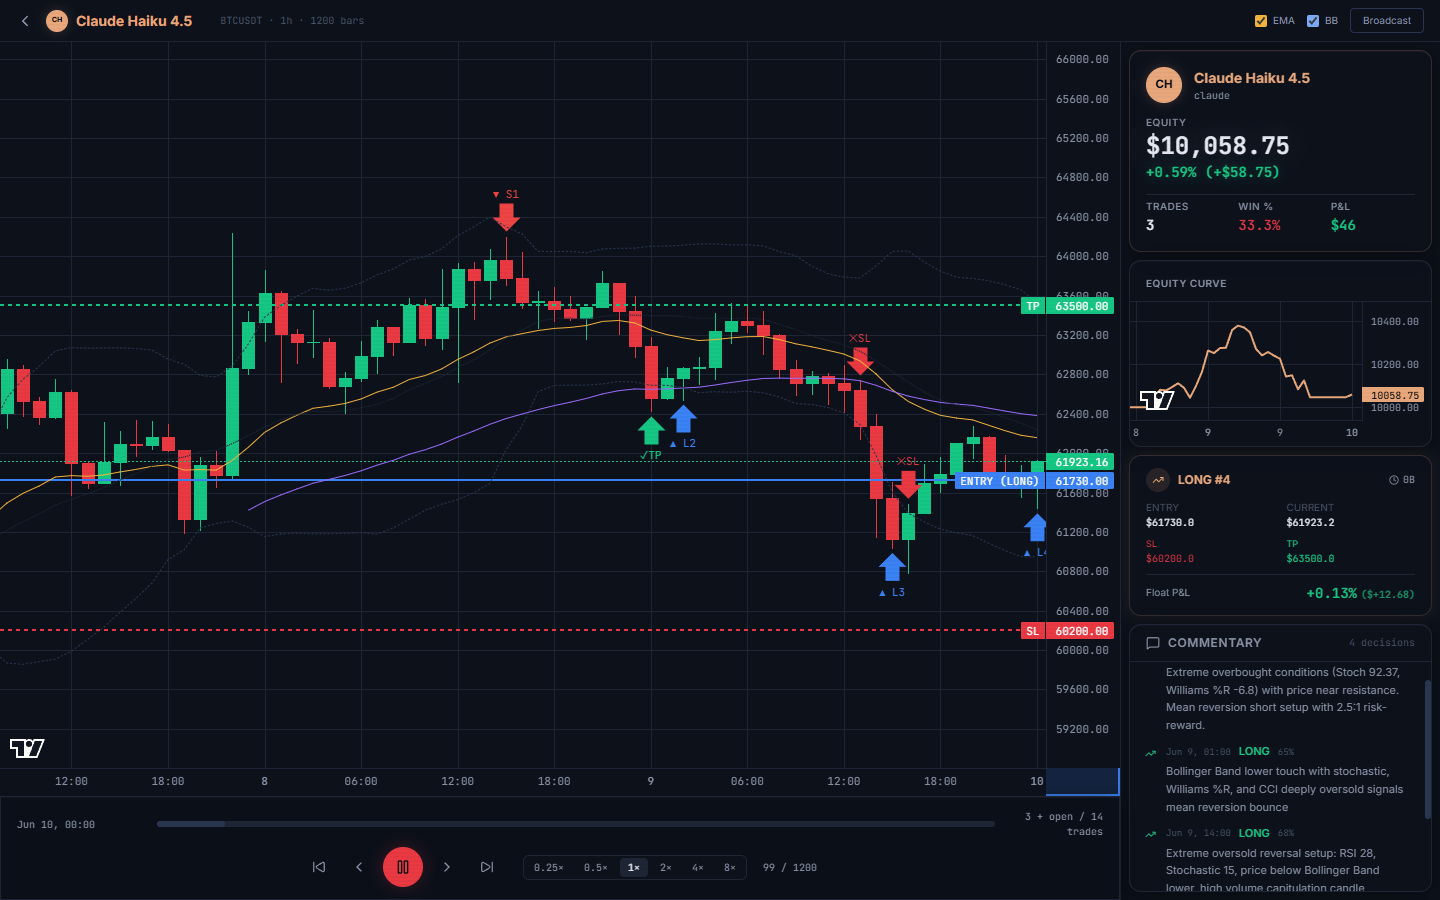 CH Claude Haiku 4.5 BTCUSDT · 1h · 1200 bars EMA BB Broadcast
66000.00
65600.00
65200.00
64800.00
64400.00
64000.00
63600.00
TP 63500.00
63200.00
62800.00
62400.00
61923.16
ENTRY (LONG) 61730.00
61600.00
61200.00
60800.00
60400.00
SL 60200.00
60000.00
59600.00
59200.00
▼ S1
✓TP
▲ L2
×SL
×SL
▲ L3
▲ L4
12:00 18:00 8 06:00 12:00 18:00 9 06:00 12:00 18:00 10
Jun 10, 00:00
3 + open / 14
trades
0.25× 0.5× 1× 2× 4× 8× 99 / 1200
CH Claude Haiku 4.5
claude
EQUITY
$10,058.75
+0.59% (+$58.75)
TRADES WIN % P&L
3 33.3% $46
EQUITY CURVE
10400.00
10200.00
10058.75
10000.00
8 9 9 10
LONG #4 0B
ENTRY CURRENT
$61730.0 $61923.2
SL TP
$60200.0 $63500.0
Float P&L +0.13% ($+12.68)
COMMENTARY 4 decisions
Extreme overbought conditions (Stoch 92.37,
Williams %R -6.8) with price near resistance.
Mean reversion short setup with 2.5:1 risk-
reward.
Jun 9, 01:00 LONG 65%
Bollinger Band lower touch with stochastic,
Williams %R, and CCI deeply oversold signals
mean reversion bounce
Jun 9, 14:00 LONG 68%
Extreme oversold reversal setup: RSI 28,
Stochastic 15, price below Bollinger Band
lower, high volume capitulation candle